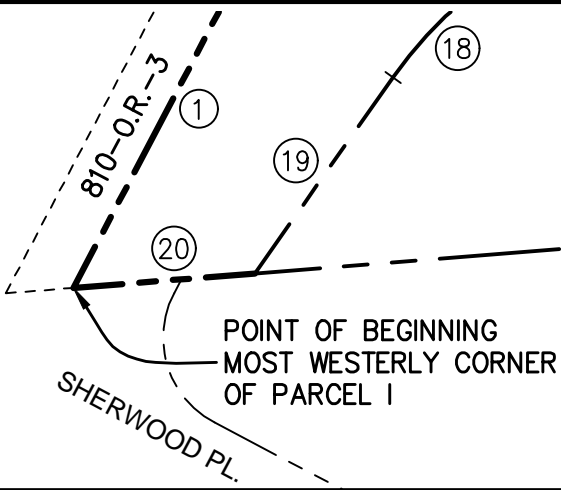 18
810-O.R.-3
1
19
20
POINT OF BEGINNING
MOST WESTERLY CORNER
OF PARCEL I
SHERWOOD PL.